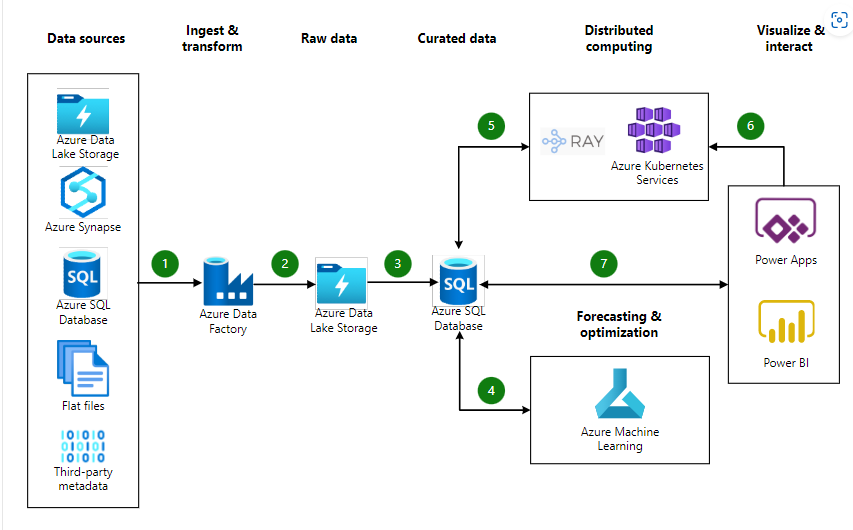 Data sources
Ingest &
transform
Raw data
Curated data
Distributed
computing
Visualize &
interact
Azure Data
Lake Storage
Azure Synapse
SQL
Azure SQL
Database
Flat files
Third-party
metadata
1
Azure Data
Factory
2
Azure Data
Lake Storage
3
SQL
Azure SQL
Database
5
RAY
Azure Kubernetes
Services
6
7
Power Apps
Power BI
Forecasting &
optimization
4
Azure Machine
Learning